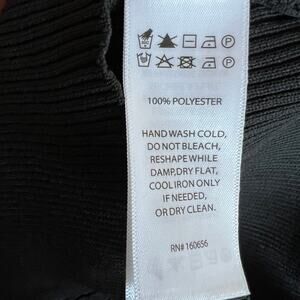 100% POLYESTER
HAND WASH COLD,
DO NOT BLEACH,
RESHAPE WHILE
DAMP,DRY FLAT,
COOL IRON ONLY
IF NEEDED,
OR DRY CLEAN.
RN# 160656